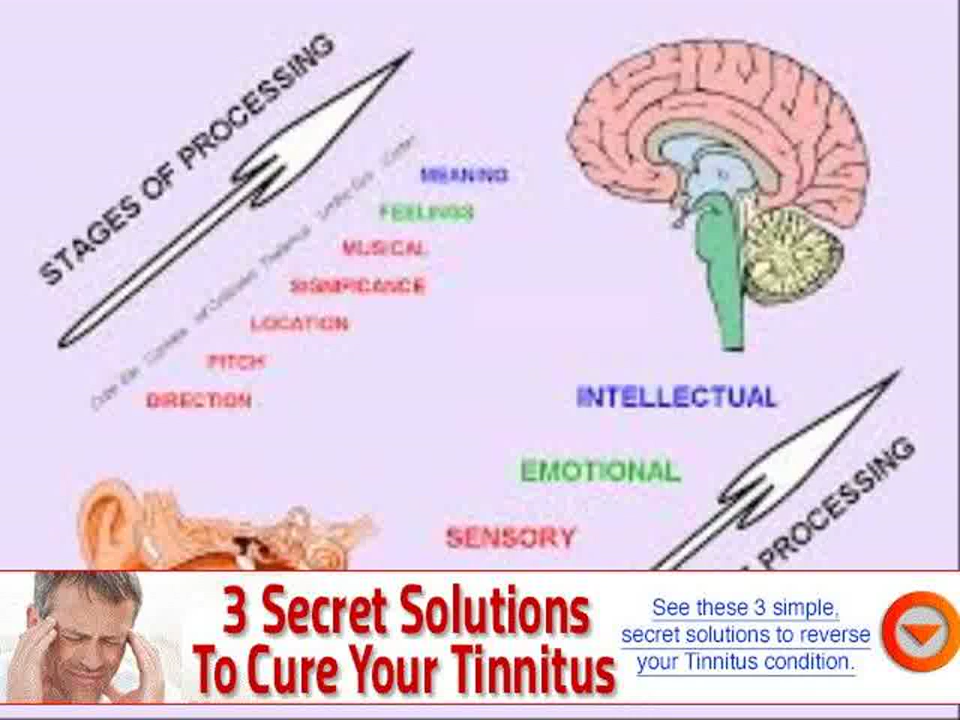 STAGES OF PROCESSING
MEANING
FEELINGS
MUSICAL
SIGNIFICANCE
LOCATION
PITCH
DIRECTION
INTELLECTUAL
EMOTIONAL
SENSORY
PROCESSING
3 Secret Solutions
To Cure Your Tinnitus
See these 3 simple,
secret solutions to reverse
your Tinnitus condition.